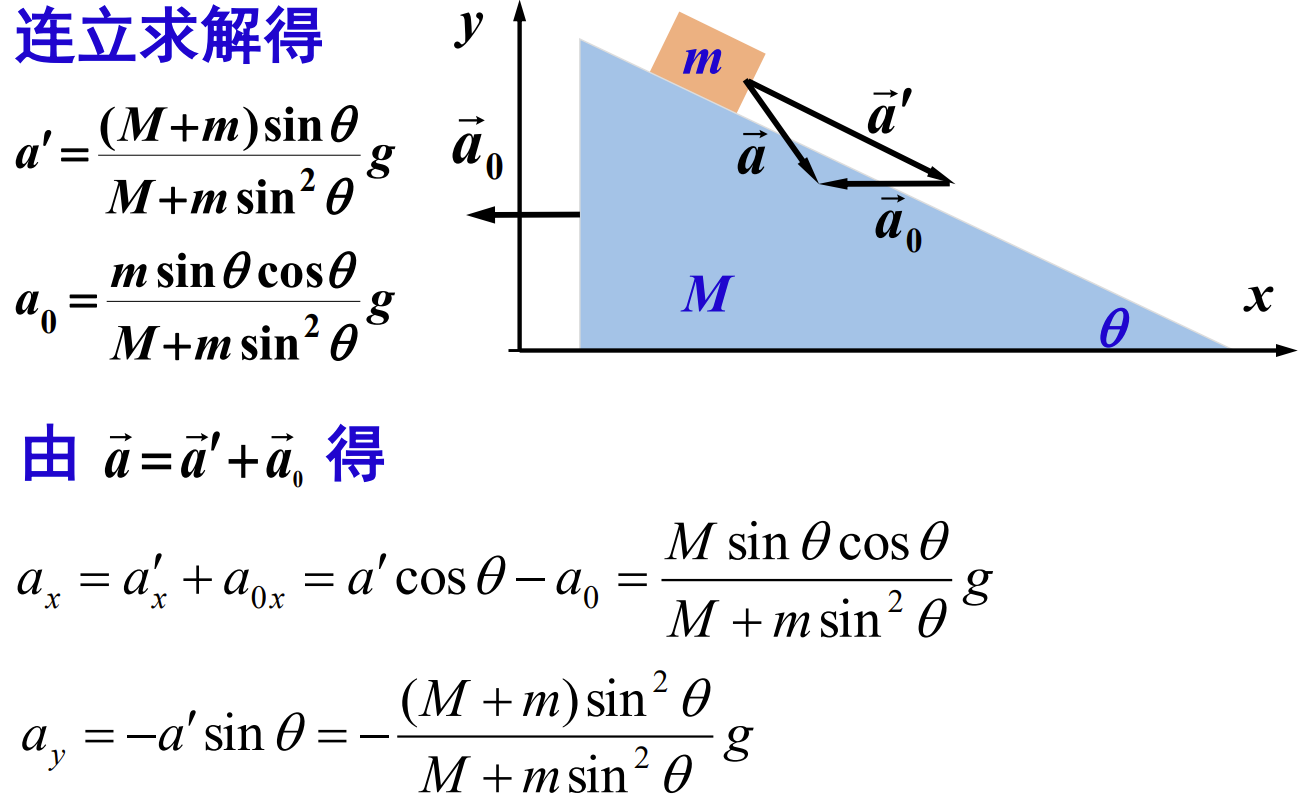 连立求解得
a′ = (M+m)sinθ / (M+m sin²θ) g
a₀ = m sinθ cosθ / (M+m sin²θ) g
y
m
a⃗′
a⃗
a⃗₀
a⃗₀
M
θ
x
由 a⃗ = a⃗′ + a⃗₀ 得
aₓ = a′ₓ + a₀ₓ = a′ cosθ − a₀ = M sinθ cosθ / (M + m sin²θ) g
a_y = −a′ sinθ = − (M + m) sin²θ / (M + m sin²θ) g